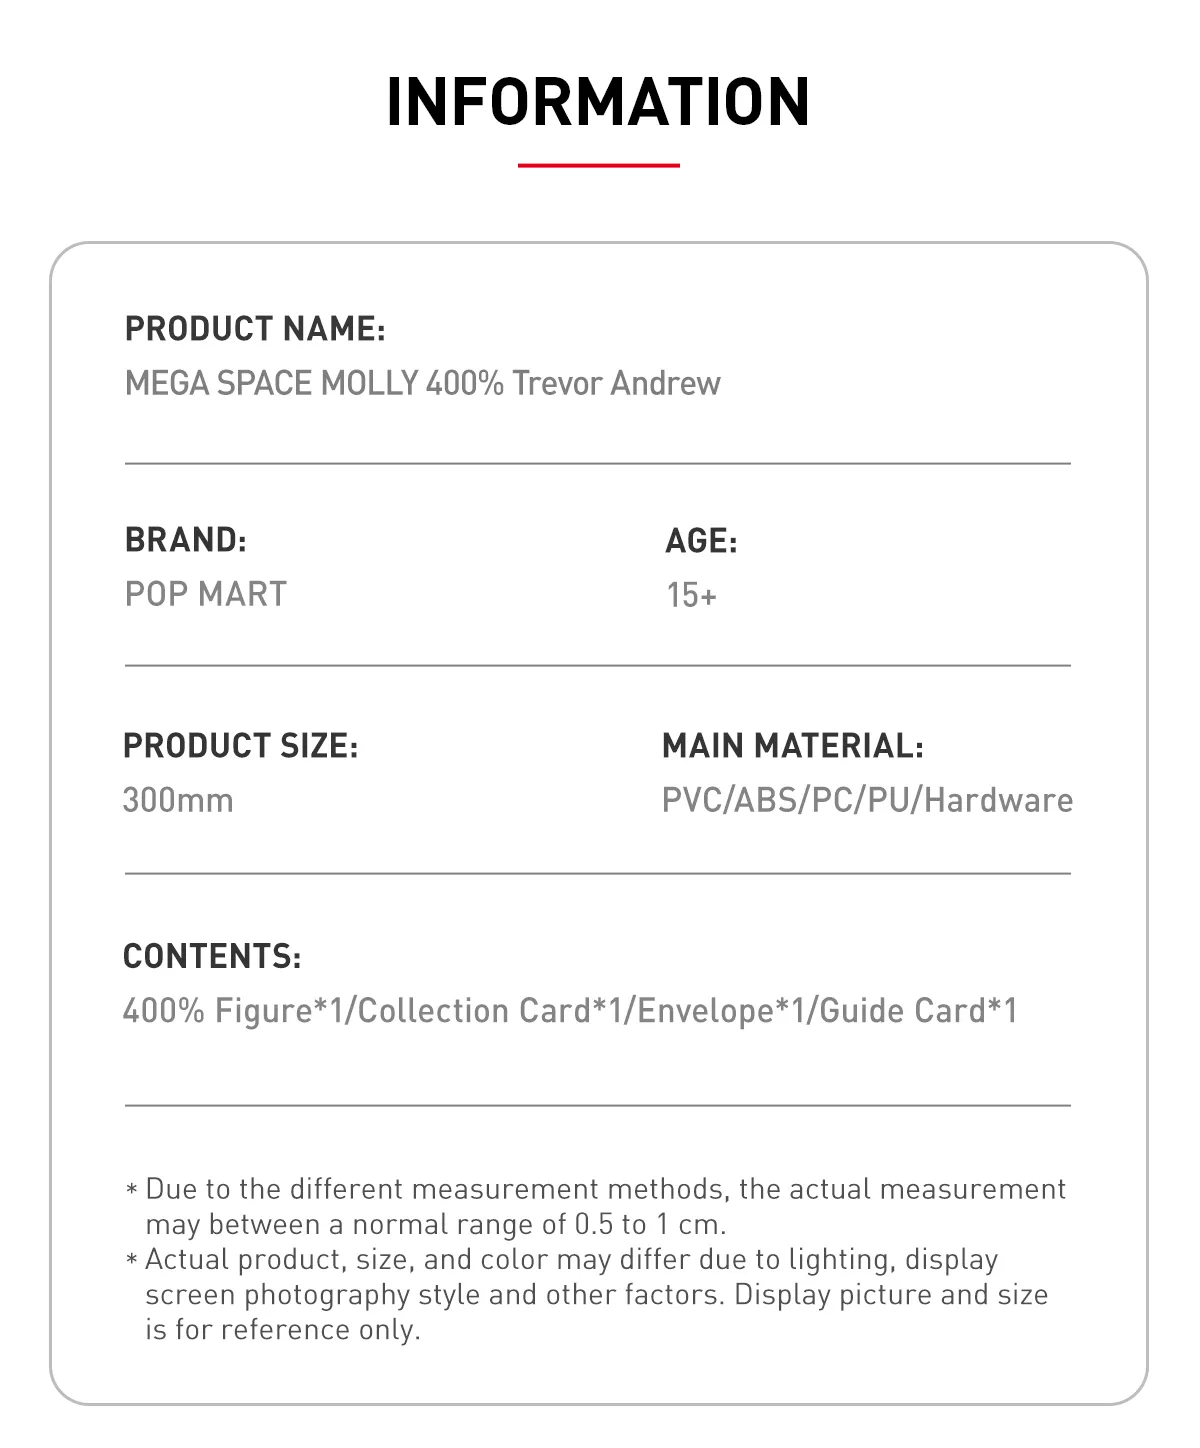 INFORMATION
PRODUCT NAME:
MEGA SPACE MOLLY 400% Trevor Andrew
BRAND:
POP MART
AGE:
15+
PRODUCT SIZE:
300mm
MAIN MATERIAL:
PVC/ABS/PC/PU/Hardware
CONTENTS:
400% Figure*1/Collection Card*1/Envelope*1/Guide Card*1
* Due to the different measurement methods, the actual measurement
may between a normal range of 0.5 to 1 cm.
* Actual product, size, and color may differ due to lighting, display
screen photography style and other factors. Display picture and size
is for reference only.